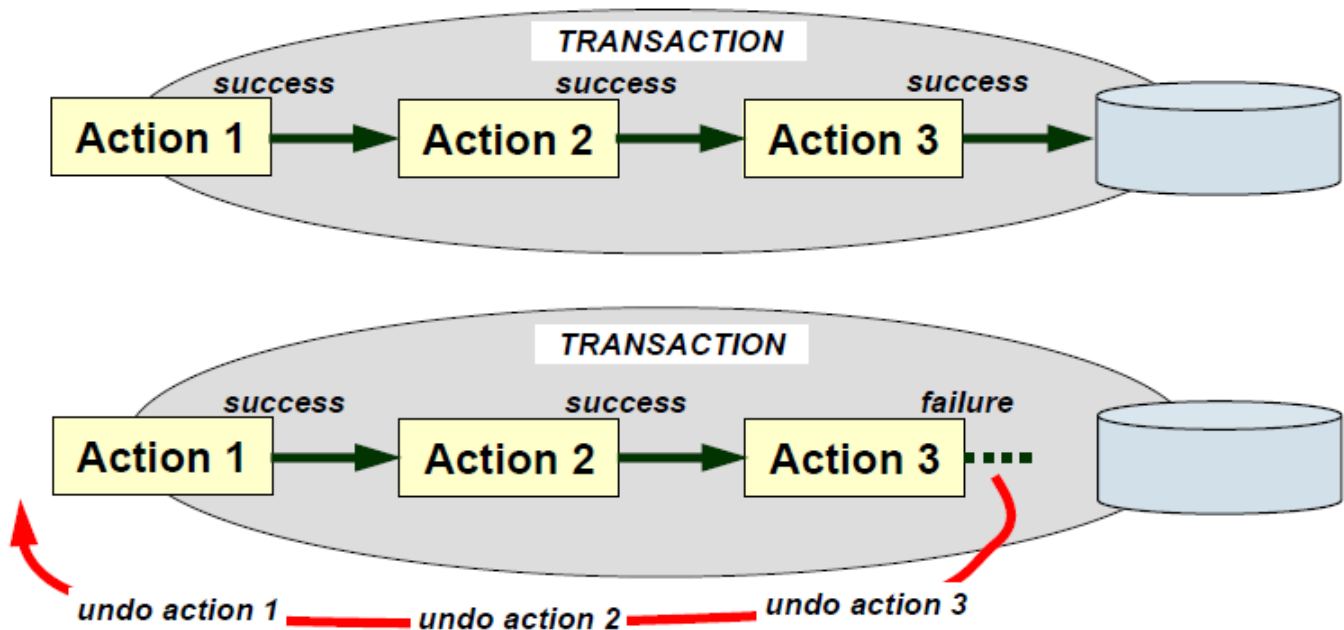 TRANSACTION
success success success
Action 1 Action 2 Action 3
TRANSACTION
success success failure
Action 1 Action 2 Action 3
undo action 1 undo action 2 undo action 3